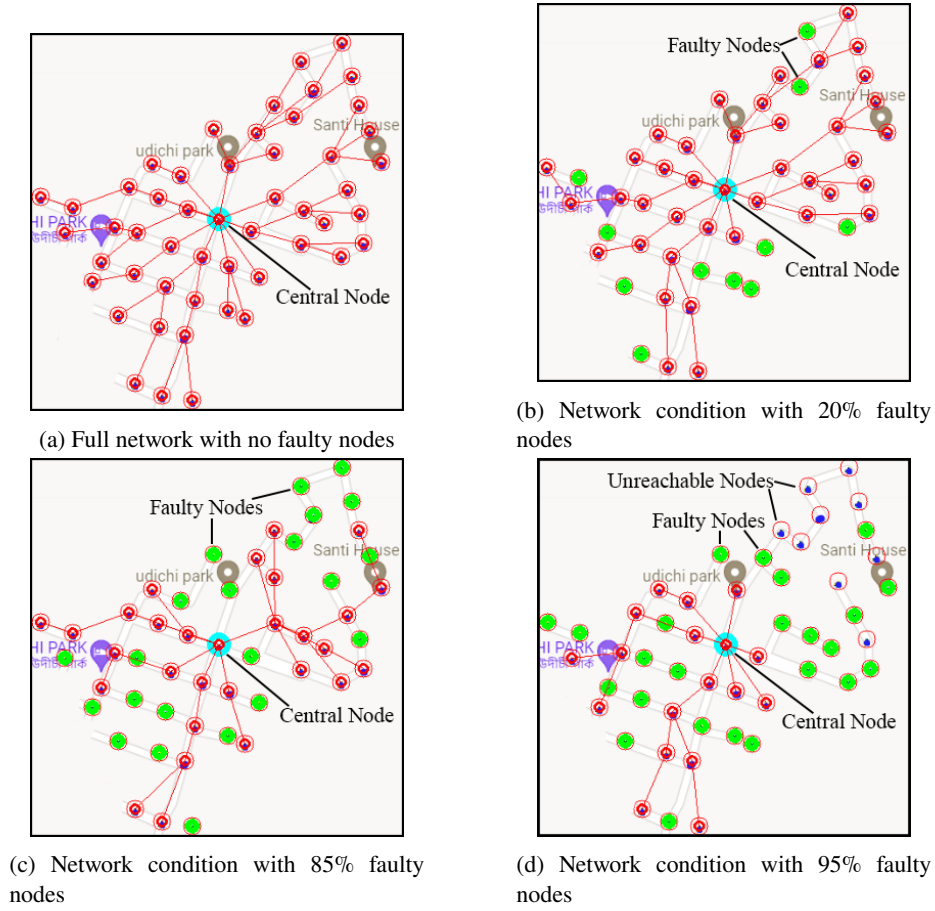 udichi park
Santi House
HI PARK
Central Node
(a) Full network with no faulty nodes
Faulty Nodes
udichi park
Santi House
HI PARK
Central Node
(b) Network condition with 20% faulty
nodes
Faulty Nodes
udichi park
Santi House
HI PARK
Central Node
(c) Network condition with 85% faulty
nodes
Unreachable Nodes
Faulty Nodes
udichi park
Santi House
HI PARK
Central Node
(d) Network condition with 95% faulty
nodes